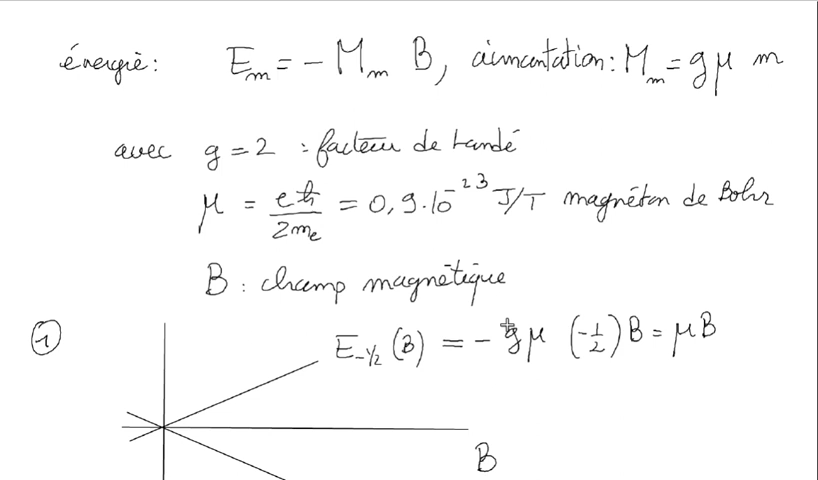 énergie: E_m = - M_m B, aimantation: M_m = gμ m
avec g = 2 : facteur de Landé
μ = eħ/2m_e = 0,9·10^-23 J/T magnéton de Bohr
B : champ magnétique
① E_-1/2 (B) = - gμ (-1/2) B = μB
B